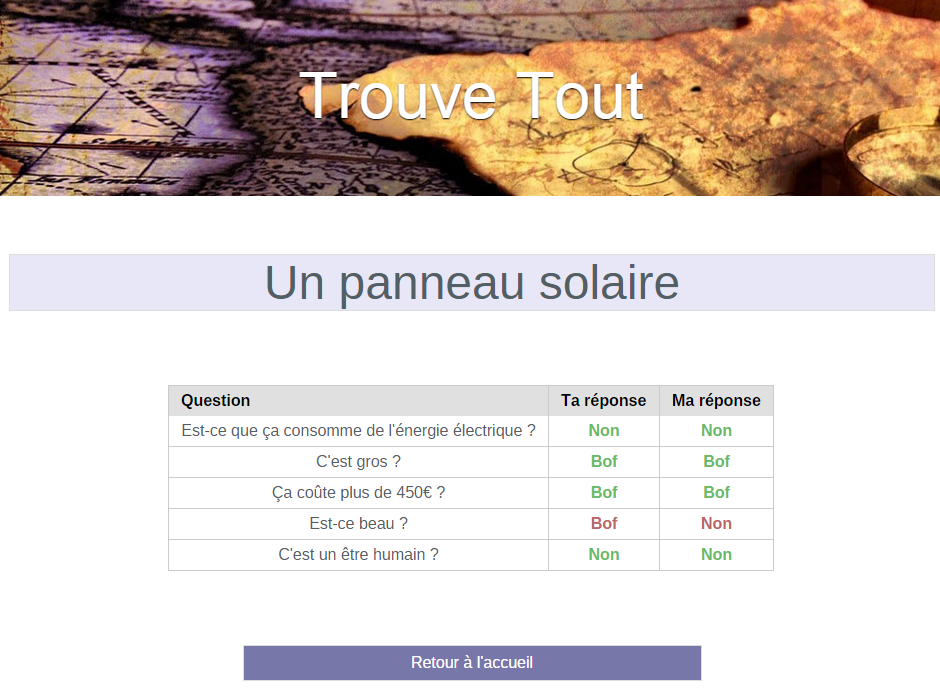 Trouve Tout
Un panneau solaire
Question Ta réponse Ma réponse
Est-ce que ça consomme de l'énergie électrique ? Non Non
C'est gros ? Bof Bof
Ça coûte plus de 450€ ? Bof Bof
Est-ce beau ? Bof Non
C'est un être humain ? Non Non
Retour à l'accueil